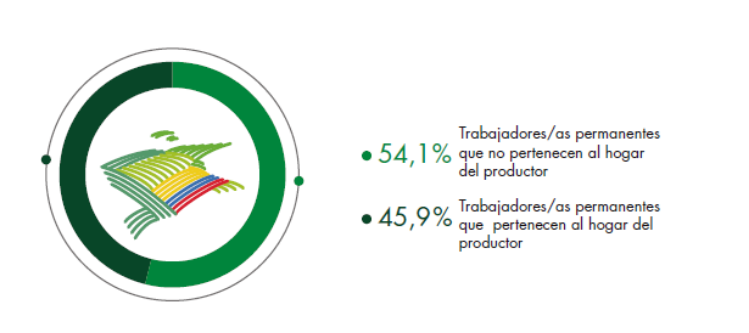 54,1%
Trabajadores/as permanentes
que no pertenecen al hogar
del productor
45,9%
Trabajadores/as permanentes
que pertenecen al hogar del
productor